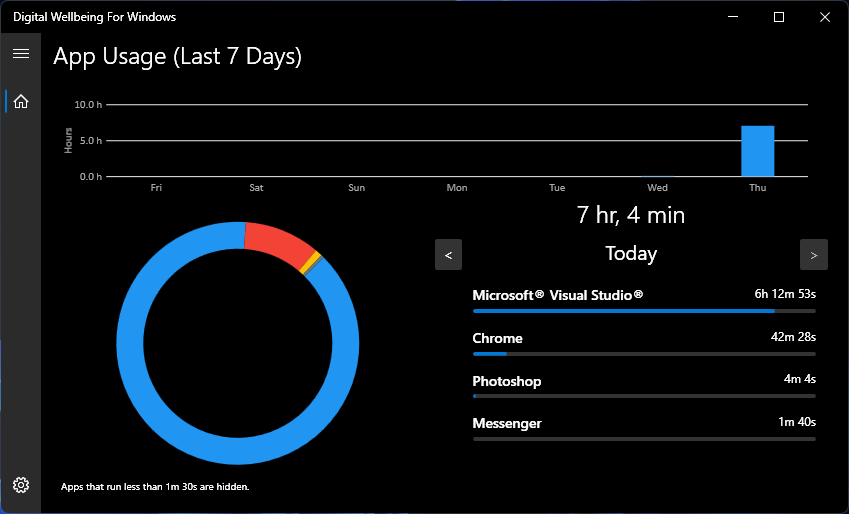 Digital Wellbeing For Windows
App Usage (Last 7 Days)
Hours
10.0 h
5.0 h
0.0 h
Fri Sat Sun Mon Tue Wed Thu
7 hr, 4 min
< Today >
Microsoft® Visual Studio® 6h 12m 53s
Chrome 42m 28s
Photoshop 4m 4s
Messenger 1m 40s
Apps that run less than 1m 30s are hidden.